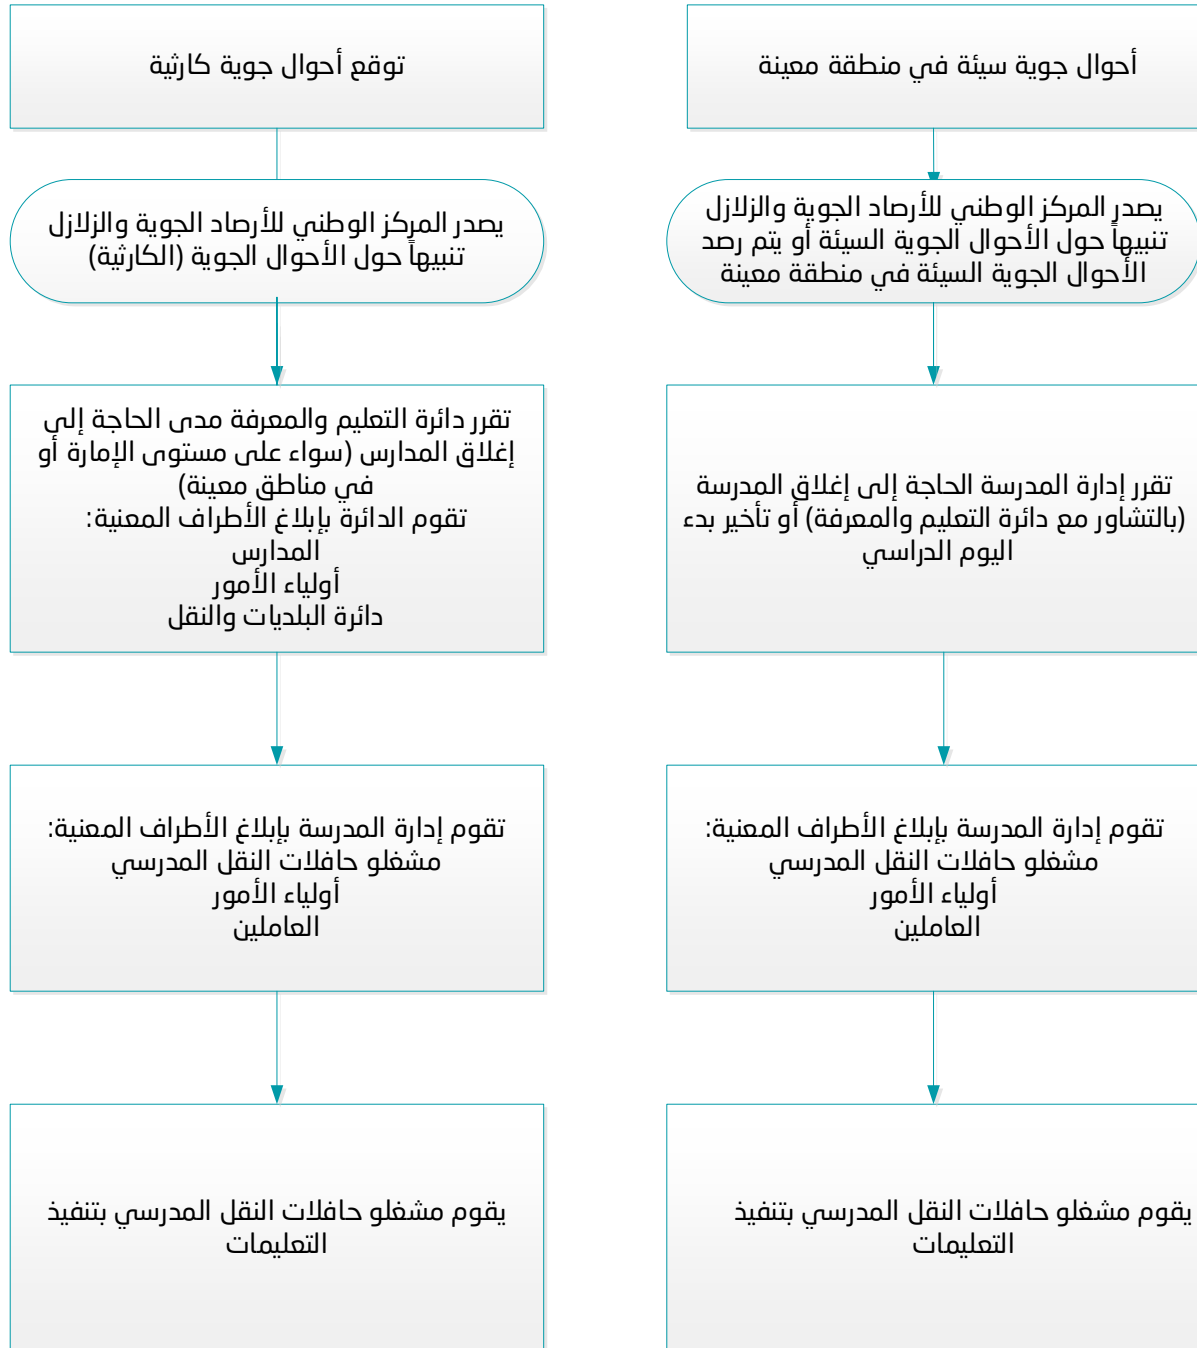 أحوال جوية سيئة في منطقة معينة
يصدر المركز الوطني للأرصاد الجوية والزلازل
تنبيهاً حول الأحوال الجوية السيئة أو يتم رصد
الأحوال الجوية السيئة في منطقة معينة
تقرر إدارة المدرسة الحاجة إلى إغلاق المدرسة
(بالتشاور مع دائرة التعليم والمعرفة) أو تأخير بدء
اليوم الدراسي
تقوم إدارة المدرسة بإبلاغ الأطراف المعنية:
مشغلو حافلات النقل المدرسي
أولياء الأمور
العاملين
يقوم مشغلو حافلات النقل المدرسي بتنفيذ
التعليمات
توقع أحوال جوية كارثية
يصدر المركز الوطني للأرصاد الجوية والزلازل
تنبيهاً حول الأحوال الجوية (الكارثية)
تقرر دائرة التعليم والمعرفة مدى الحاجة إلى
إغلاق المدارس (سواء على مستوى الإمارة أو
في مناطق معينة)
تقوم الدائرة بإبلاغ الأطراف المعنية:
المدارس
أولياء الأمور
دائرة البلديات والنقل
تقوم إدارة المدرسة بإبلاغ الأطراف المعنية:
مشغلو حافلات النقل المدرسي
أولياء الأمور
العاملين
يقوم مشغلو حافلات النقل المدرسي بتنفيذ
التعليمات